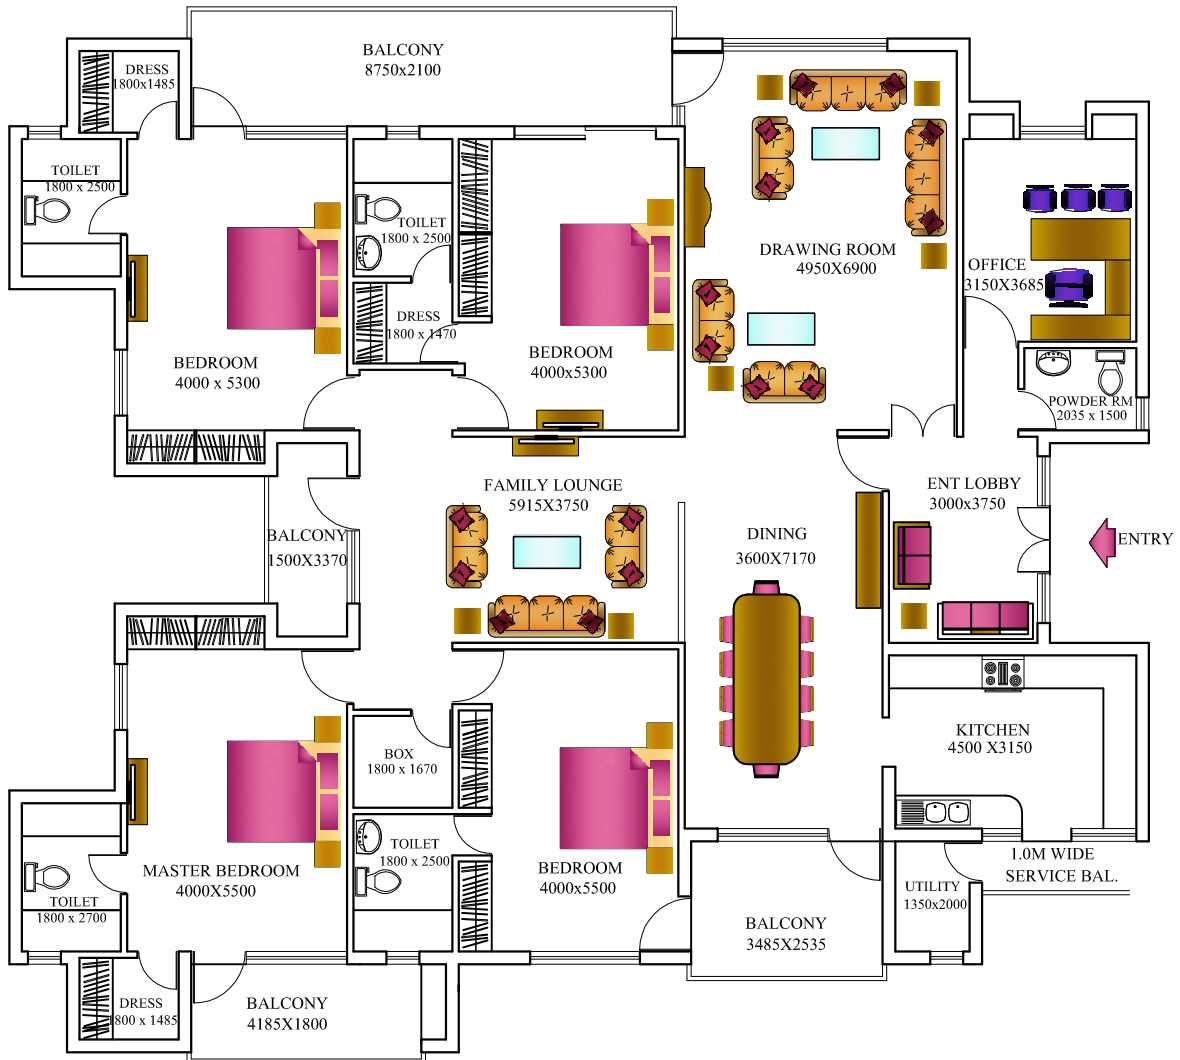 BALCONY
8750x2100
DRESS
1800x1485
TOILET
1800 x 2500
TOILET
1800 x 2500
DRAWING ROOM
4950X6900
OFFICE
3150X3685
DRESS
1800 x 1470
BEDROOM
4000 x 5300
BEDROOM
4000x5300
POWDER RM
2035 x 1500
FAMILY LOUNGE
5915X3750
ENT LOBBY
3000x3750
BALCONY
1500X3370
DINING
3600X7170
ENTRY
KITCHEN
4500 X3150
BOX
1800 x 1670
TOILET
1800 x 2500
MASTER BEDROOM
4000X5500
BEDROOM
4000x5500
1.0M WIDE
SERVICE BAL.
UTILITY
1350x2000
TOILET
1800 x 2700
BALCONY
3485X2535
DRESS
1800 x 1485
BALCONY
4185X1800